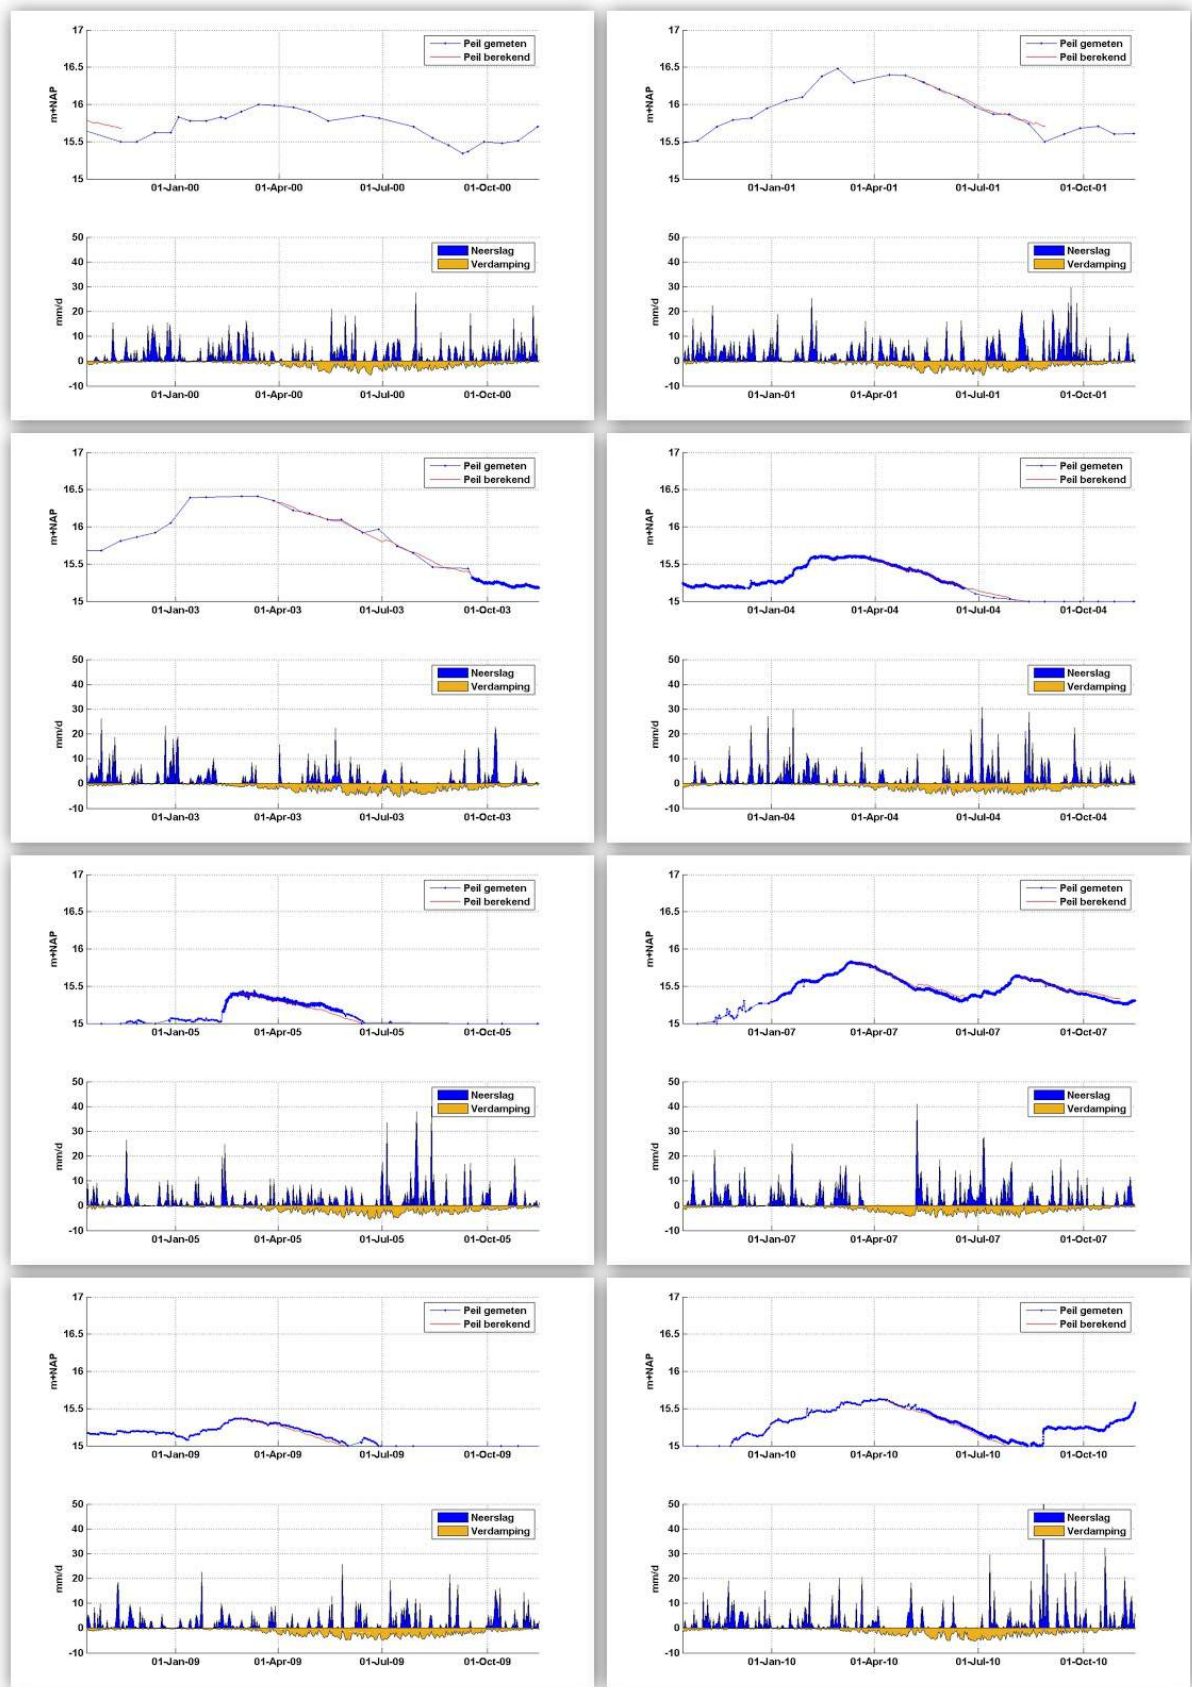 17
16.5
16
15.5
15
m+NAP
Peil gemeten
Peil berekend
01-Jan-00 01-Apr-00 01-Jul-00 01-Oct-00
50
40
30
20
10
0
-10
mm/d
Neerslag
Verdamping
01-Jan-00 01-Apr-00 01-Jul-00 01-Oct-00
17
16.5
16
15.5
15
m+NAP
Peil gemeten
Peil berekend
01-Jan-01 01-Apr-01 01-Jul-01 01-Oct-01
50
40
30
20
10
0
-10
mm/d
Neerslag
Verdamping
01-Jan-01 01-Apr-01 01-Jul-01 01-Oct-01
17
16.5
16
15.5
15
m+NAP
Peil gemeten
Peil berekend
01-Jan-03 01-Apr-03 01-Jul-03 01-Oct-03
50
40
30
20
10
0
-10
mm/d
Neerslag
Verdamping
01-Jan-03 01-Apr-03 01-Jul-03 01-Oct-03
17
16.5
16
15.5
15
m+NAP
Peil gemeten
Peil berekend
01-Jan-04 01-Apr-04 01-Jul-04 01-Oct-04
50
40
30
20
10
0
-10
mm/d
Neerslag
Verdamping
01-Jan-04 01-Apr-04 01-Jul-04 01-Oct-04
17
16.5
16
15.5
15
m+NAP
Peil gemeten
Peil berekend
01-Jan-05 01-Apr-05 01-Jul-05 01-Oct-05
50
40
30
20
10
0
-10
mm/d
Neerslag
Verdamping
01-Jan-05 01-Apr-05 01-Jul-05 01-Oct-05
17
16.5
16
15.5
15
m+NAP
Peil gemeten
Peil berekend
01-Jan-07 01-Apr-07 01-Jul-07 01-Oct-07
50
40
30
20
10
0
-10
mm/d
Neerslag
Verdamping
01-Jan-07 01-Apr-07 01-Jul-07 01-Oct-07
17
16.5
16
15.5
15
m+NAP
Peil gemeten
Peil berekend
01-Jan-09 01-Apr-09 01-Jul-09 01-Oct-09
50
40
30
20
10
0
-10
mm/d
Neerslag
Verdamping
01-Jan-09 01-Apr-09 01-Jul-09 01-Oct-09
17
16.5
16
15.5
15
m+NAP
Peil gemeten
Peil berekend
01-Jan-10 01-Apr-10 01-Jul-10 01-Oct-10
50
40
30
20
10
0
-10
mm/d
Neerslag
Verdamping
01-Jan-10 01-Apr-10 01-Jul-10 01-Oct-10